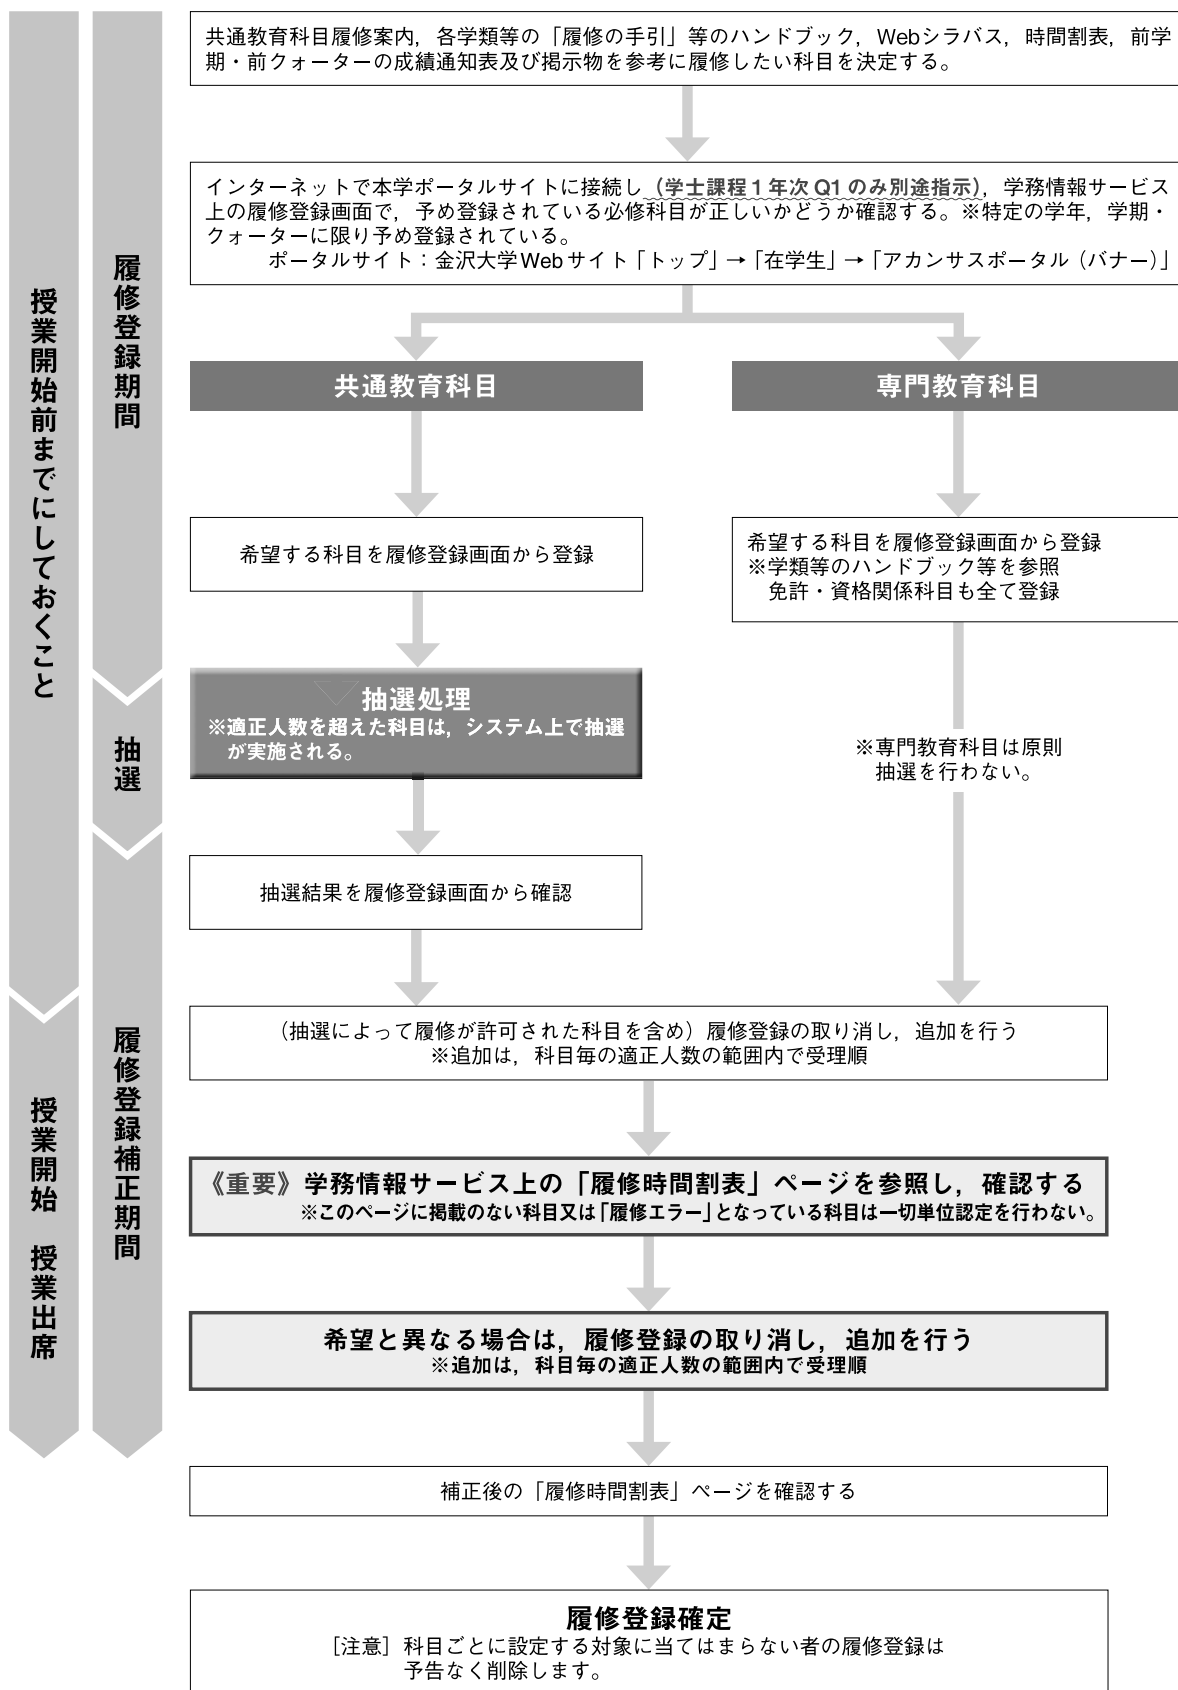 共通教育科目履修案内，各学類等の「履修の手引」等のハンドブック，Webシラバス，時間割表，前学
期・前クォーターの成績通知表及び掲示物を参考に履修したい科目を決定する。
インターネットで本学ポータルサイトに接続し（学士課程１年次Q1のみ別途指示），学務情報サービス
上の履修登録画面で，予め登録されている必修科目が正しいかどうか確認する。※特定の学年，学期・
クォーターに限り予め登録されている。
ポータルサイト：金沢大学Webサイト「トップ」→「在学生」→「アカンサスポータル（バナー）」
授業開始前までにしておくこと
履修登録期間
共通教育科目
専門教育科目
希望する科目を履修登録画面から登録
希望する科目を履修登録画面から登録
※学類等のハンドブック等を参照
免許・資格関係科目も全て登録
抽選
抽選処理
※適正人数を超えた科目は，システム上で抽選
が実施される。
※専門教育科目は原則
抽選を行わない。
抽選結果を履修登録画面から確認
授業開始　授業出席
履修登録補正期間
（抽選によって履修が許可された科目を含め）履修登録の取り消し，追加を行う
※追加は，科目毎の適正人数の範囲内で受理順
《重要》学務情報サービス上の「履修時間割表」ページを参照し，確認する
※このページに掲載のない科目又は「履修エラー」となっている科目は一切単位認定を行わない。
希望と異なる場合は，履修登録の取り消し，追加を行う
※追加は，科目毎の適正人数の範囲内で受理順
補正後の「履修時間割表」ページを確認する
履修登録確定
［注意］科目ごとに設定する対象に当てはまらない者の履修登録は
予告なく削除します。